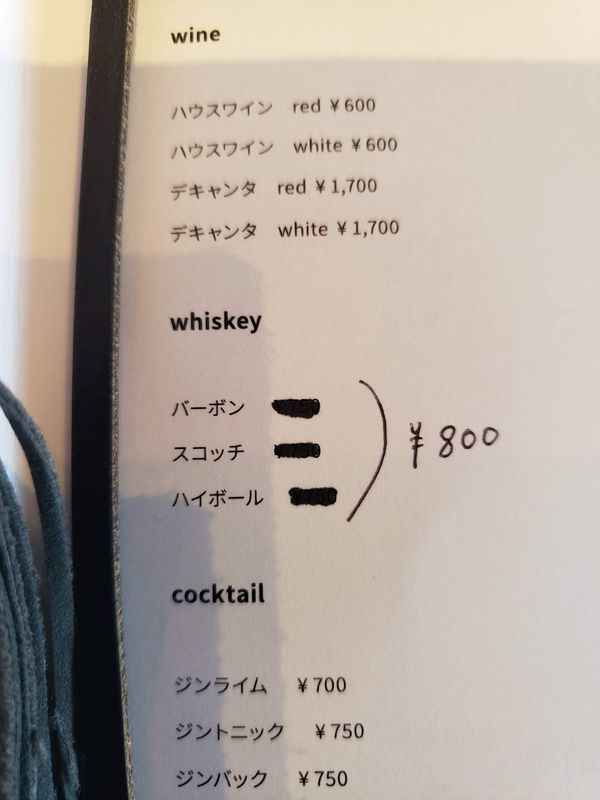 wine
ハウスワイン red ¥600
ハウスワイン white ¥600
デキャンタ red ¥1,700
デキャンタ white ¥1,700
whiskey
バーボン
スコッチ
ハイボール
¥800
cocktail
ジンライム ¥700
ジントニック ¥750
ジンバック ¥750